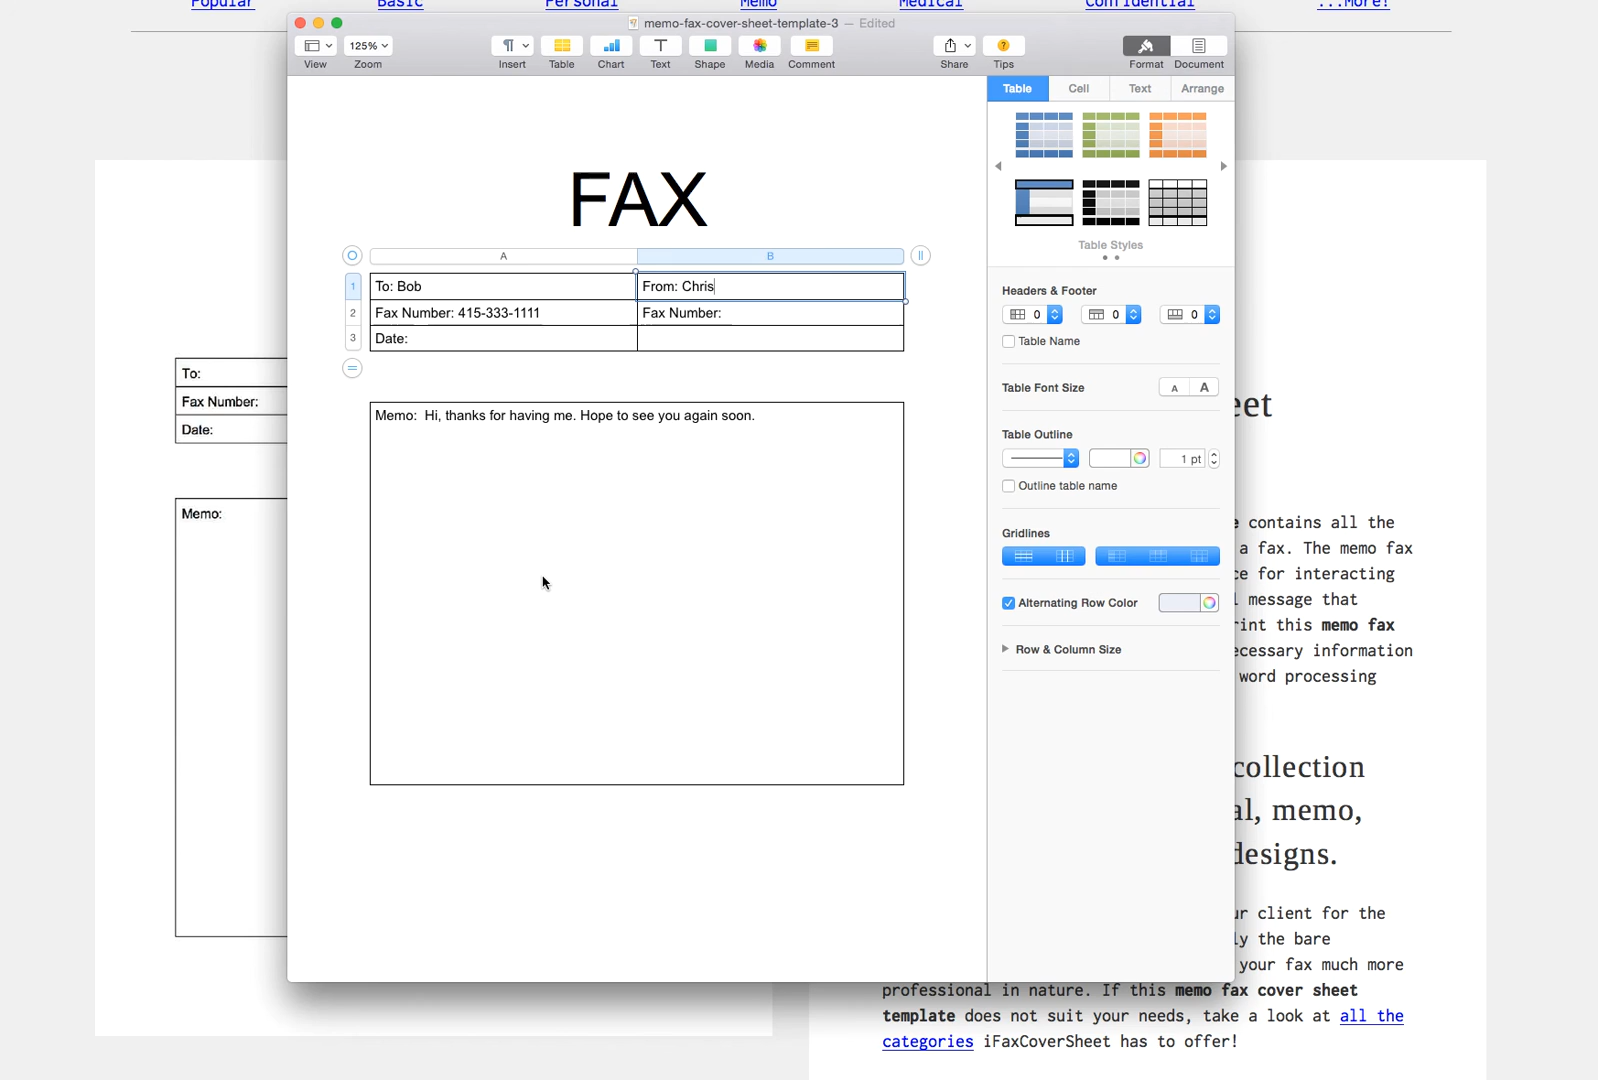 Popular Basic Personal Memo Medical Confidential ...More!
memo-fax-cover-sheet-template-3 — Edited
125%
View Zoom Insert Table Chart Text Shape Media Comment Share Tips Format Document
Table Cell Text Arrange
Table Styles
Headers & Footer
0 0 0
Table Name
Table Font Size A A
Table Outline
1 pt
Outline table name
Gridlines
Alternating Row Color
Row & Column Size
FAX
A B
1 To: Bob From: Chris
2 Fax Number: 415-333-1111 Fax Number:
3 Date:
Memo: Hi, thanks for having me. Hope to see you again soon.
To:
Fax Number:
Date:
Memo:
contains all the
a fax. The memo fax
for interacting
message that
this memo fax
information
word processing
collection
memo,
designs.
client for the
the bare
your fax much more
professional in nature. If this memo fax cover sheet
template does not suit your needs, take a look at all the
categories iFaxCoverSheet has to offer!